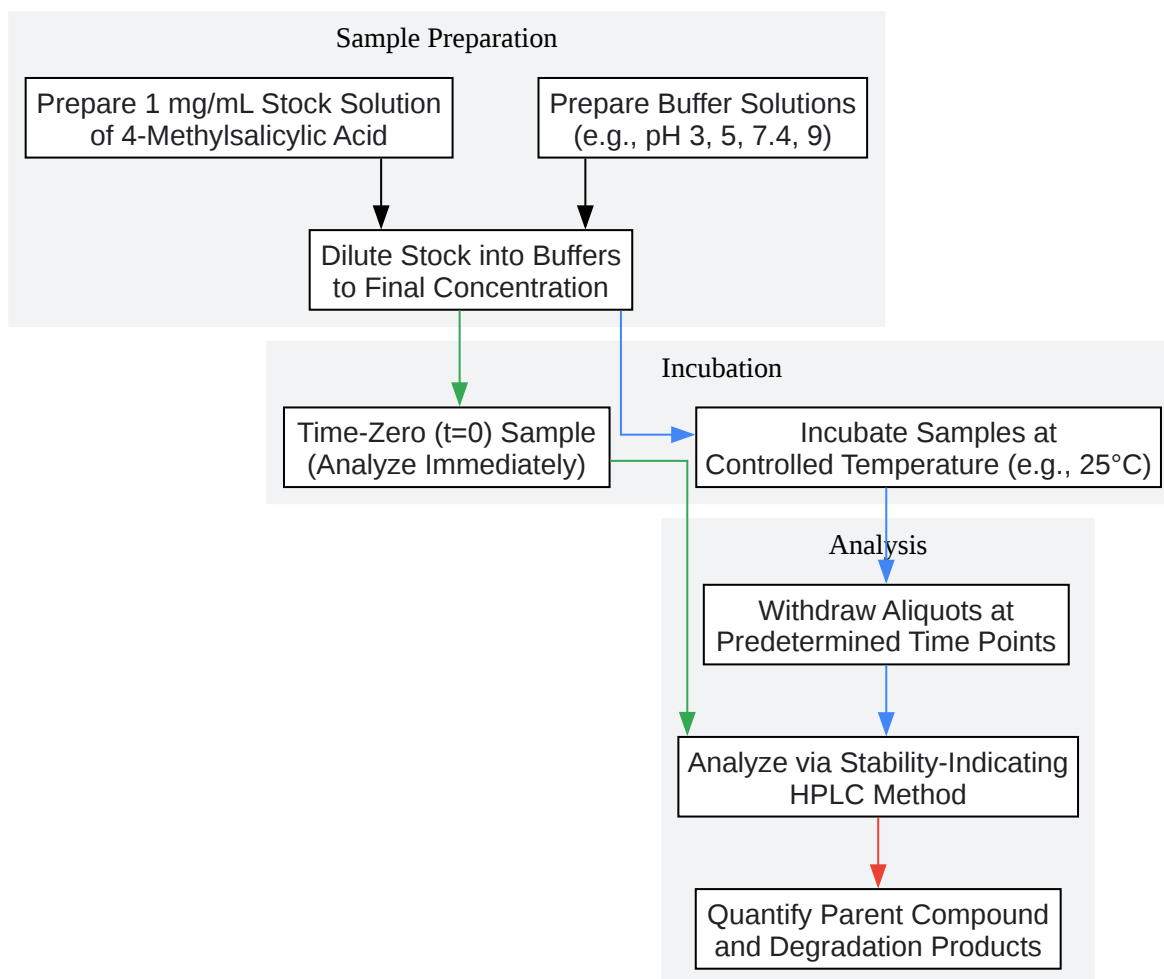 Sample Preparation
Prepare 1 mg/mL Stock Solution
of 4-Methylsalicylic Acid
Prepare Buffer Solutions
(e.g., pH 3, 5, 7.4, 9)
Dilute Stock into Buffers
to Final Concentration
Incubation
Time-Zero (t=0) Sample
(Analyze Immediately)
Incubate Samples at
Controlled Temperature (e.g., 25°C)
Analysis
Withdraw Aliquots at
Predetermined Time Points
Analyze via Stability-Indicating
HPLC Method
Quantify Parent Compound
and Degradation Products